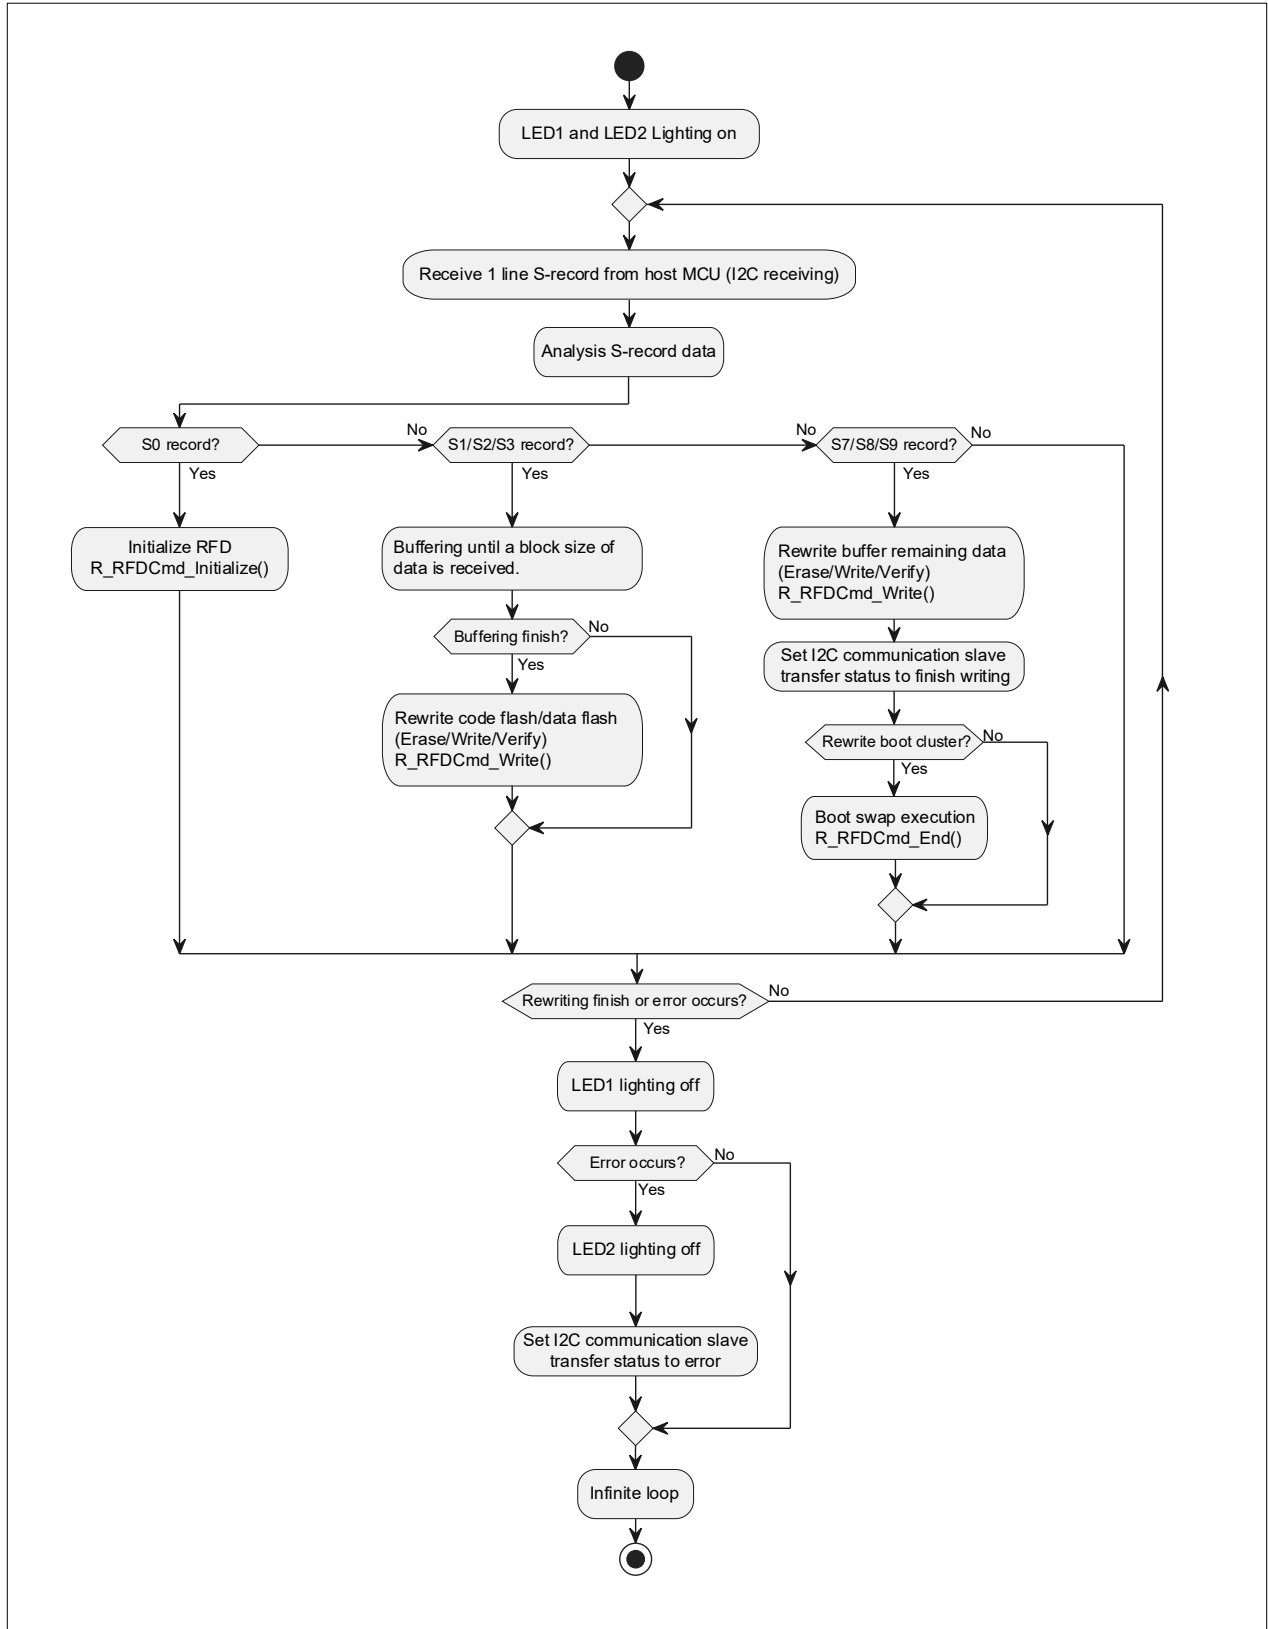 LED1 and LED2 Lighting on
Receive 1 line S-record from host MCU (I2C receiving)
Analysis S-record data
S0 record?
No
S1/S2/S3 record?
No
S7/S8/S9 record?
No
Yes
Yes
Yes
Initialize RFD
R_RFDCmd_Initialize()
Buffering until a block size of
data is received.
Buffering finish?
No
Yes
Rewrite code flash/data flash
(Erase/Write/Verify)
R_RFDCmd_Write()
Rewrite buffer remaining data
(Erase/Write/Verify)
R_RFDCmd_Write()
Set I2C communication slave
transfer status to finish writing
Rewrite boot cluster?
No
Yes
Boot swap execution
R_RFDCmd_End()
Rewriting finish or error occurs?
No
Yes
LED1 lighting off
Error occurs?
No
Yes
LED2 lighting off
Set I2C communication slave
transfer status to error
Infinite loop